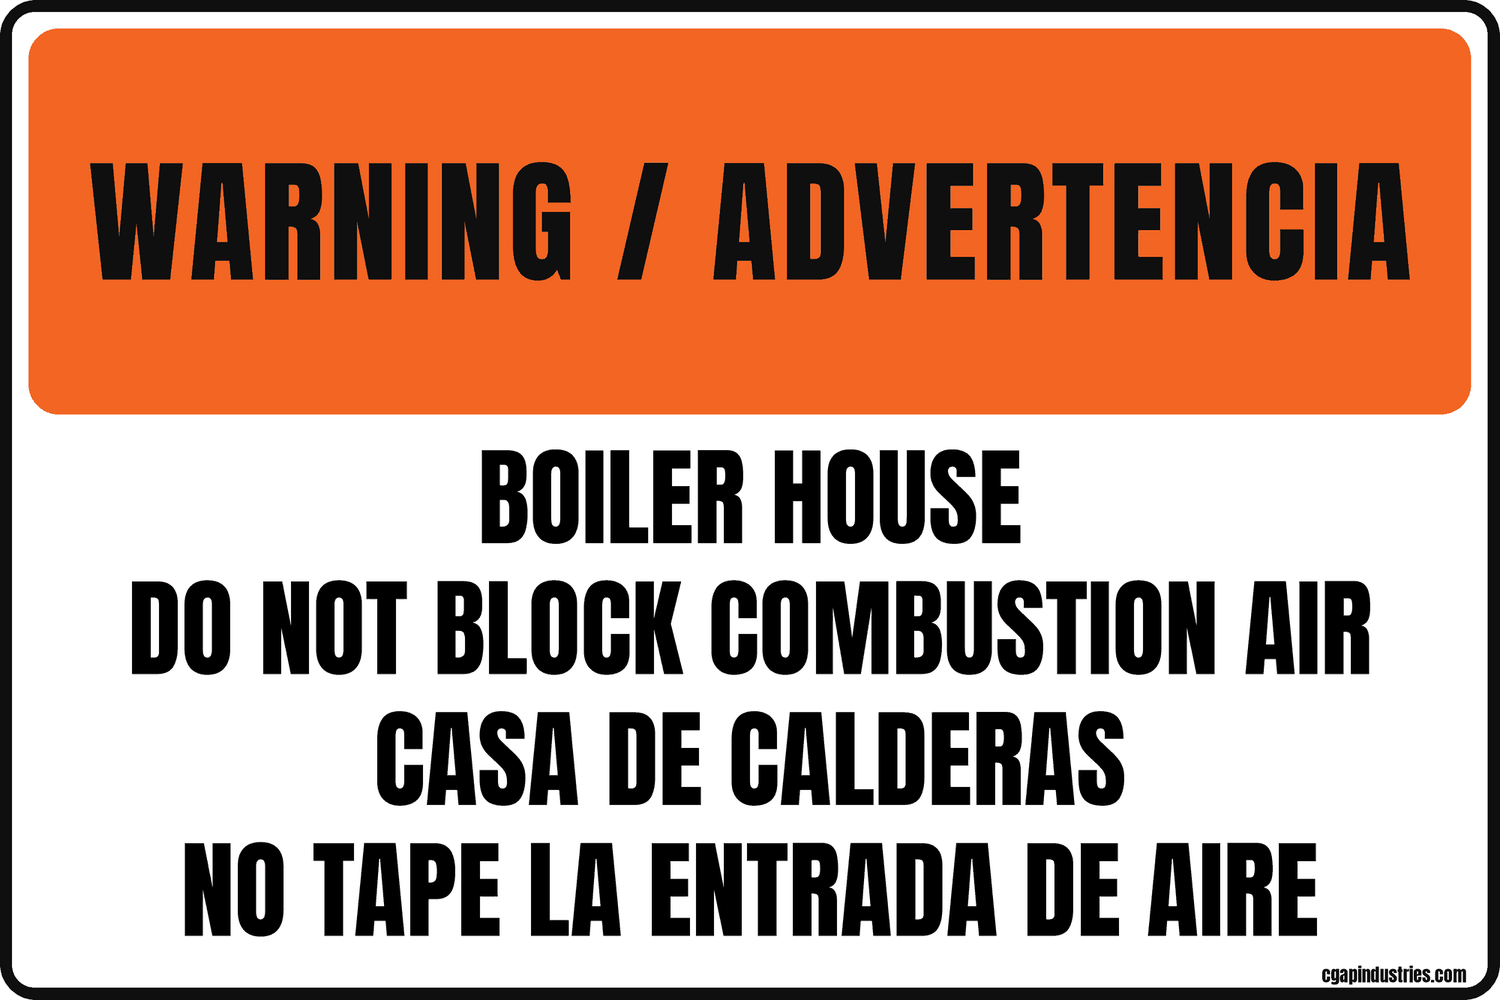 WARNING / ADVERTENCIA
BOILER HOUSE
DO NOT BLOCK COMBUSTION AIR
CASA DE CALDERAS
NO TAPE LA ENTRADA DE AIRE
cgapindustries.com